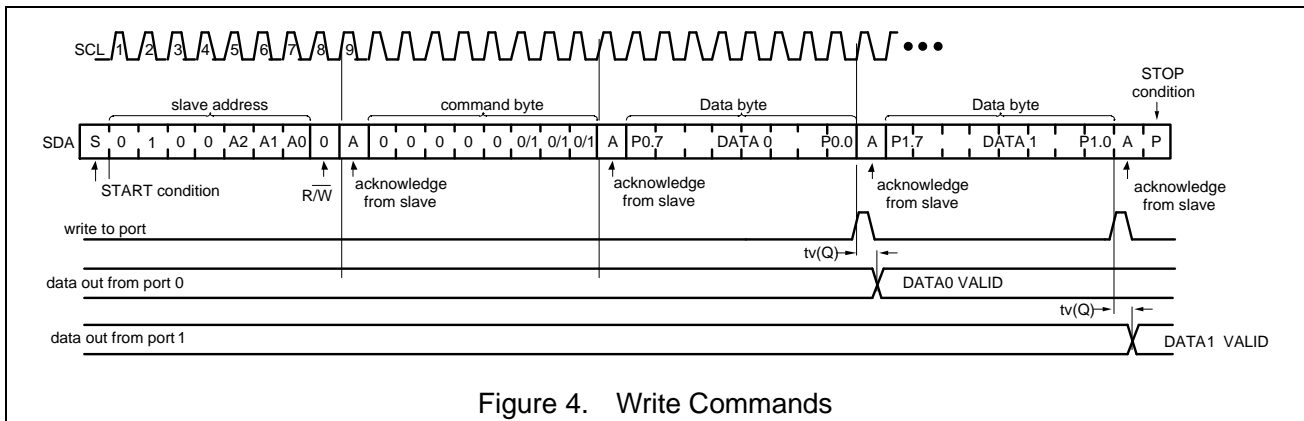 SCL 1 2 3 4 5 6 7 8 9 •••
STOP
condition
slave address command byte Data byte Data byte
SDA S 0 1 0 0 A2 A1 A0 0 A 0 0 0 0 0 0/1 0/1 0/1 A P0.7 DATA 0 P0.0 A P1.7 DATA 1 P1.0 A P
START condition R/W̅ acknowledge from slave acknowledge from slave acknowledge from slave acknowledge from slave
write to port
tv(Q)
data out from port 0 DATA0 VALID
tv(Q)
data out from port 1 DATA1 VALID
Figure 4. Write Commands